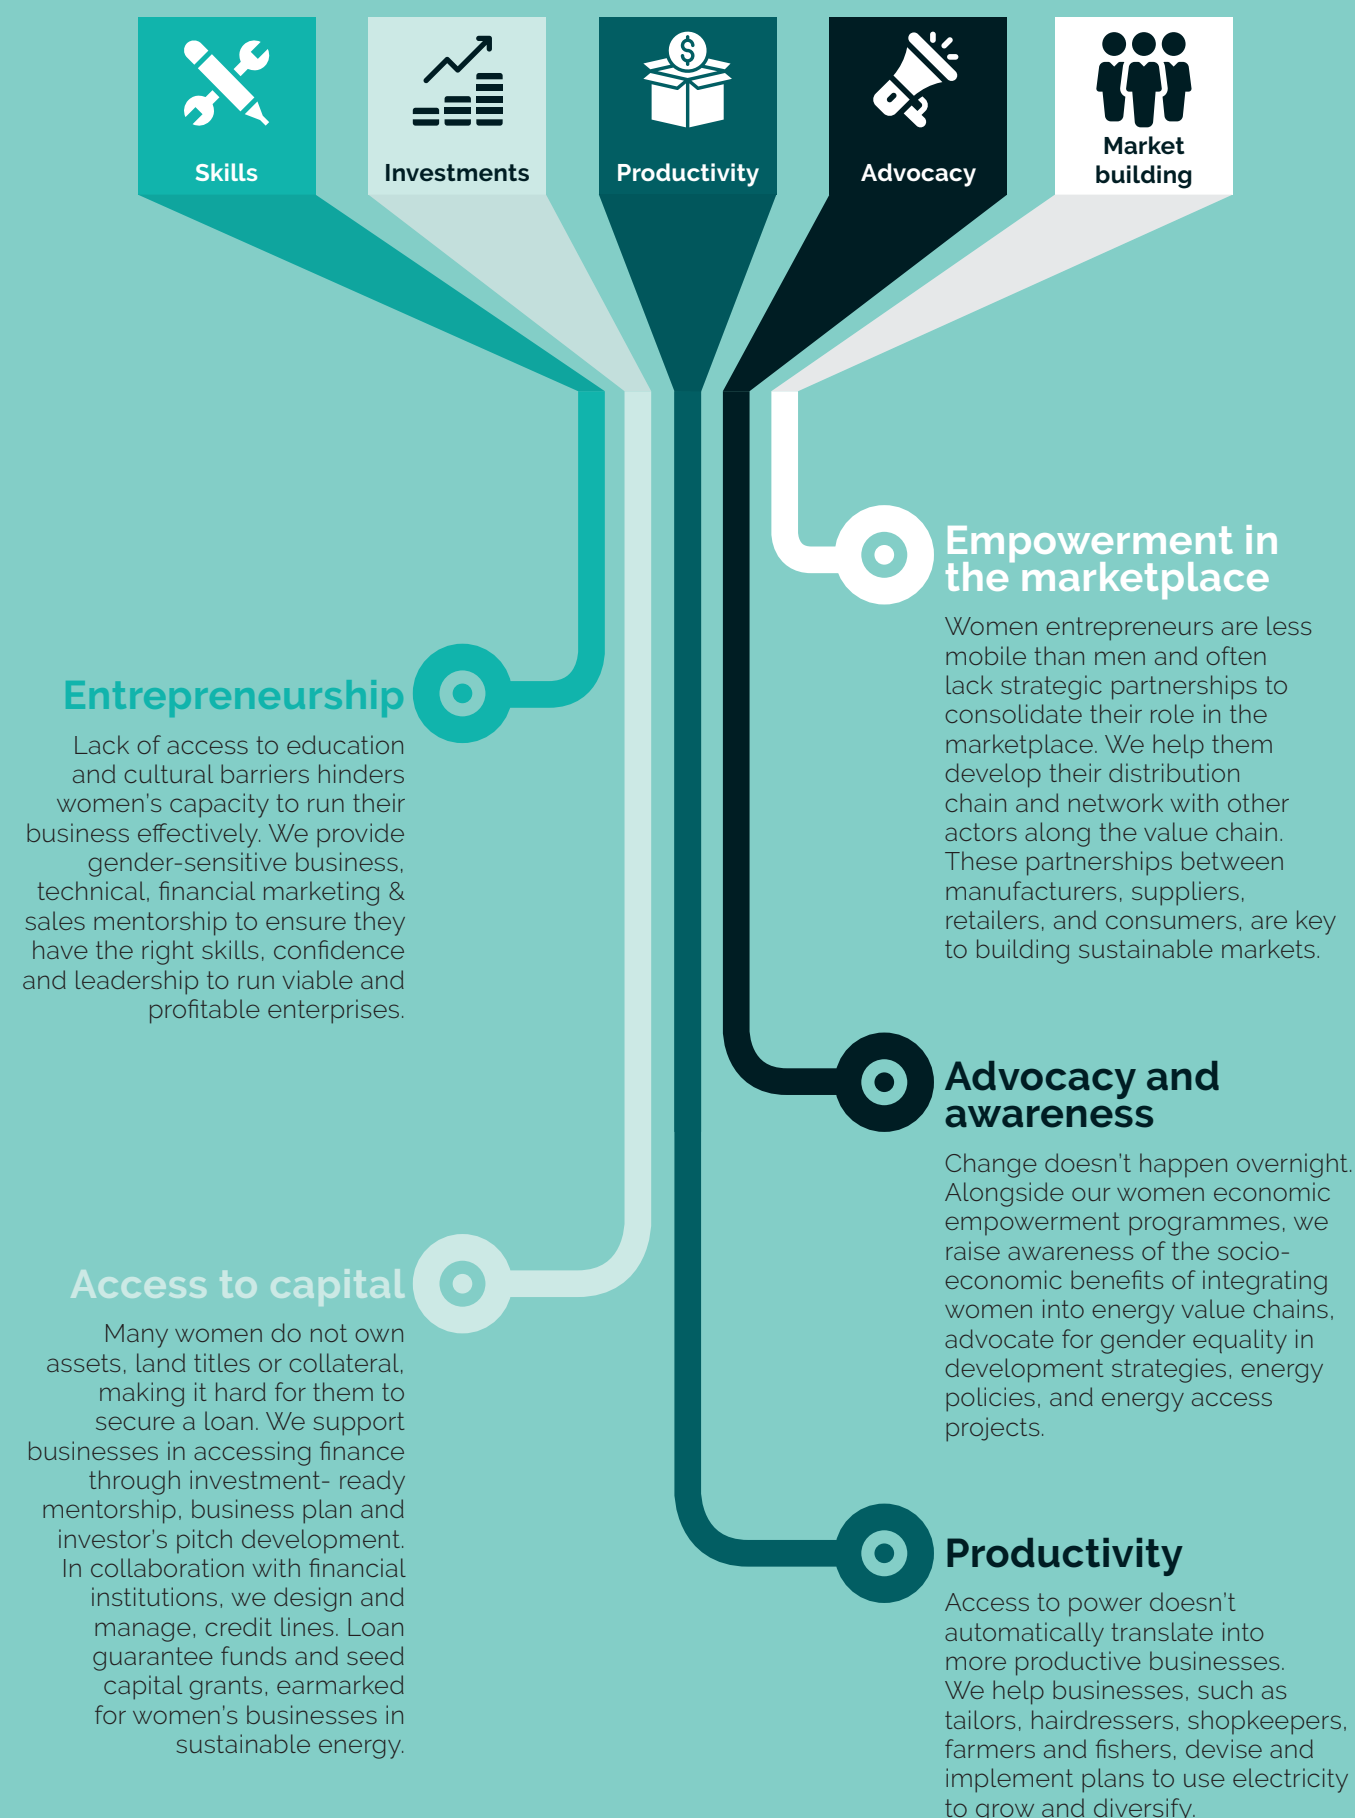 Skills
Investments
Productivity
Advocacy
Market
building
Empowerment in
the marketplace
Women entrepreneurs are less
mobile than men and often
lack strategic partnerships to
consolidate their role in the
marketplace. We help them
develop their distribution
chain and network with other
actors along the value chain.
These partnerships between
manufacturers, suppliers,
retailers, and consumers, are key
to building sustainable markets.
Entrepreneurship
Lack of access to education
and cultural barriers hinders
women's capacity to run their
business effectively. We provide
gender-sensitive business,
technical, financial marketing &
sales mentorship to ensure they
have the right skills, confidence
and leadership to run viable and
profitable enterprises.
Advocacy and
awareness
Change doesn't happen overnight.
Alongside our women economic
empowerment programmes, we
raise awareness of the socio-
economic benefits of integrating
women into energy value chains,
advocate for gender equality in
development strategies, energy
policies, and energy access
projects.
Access to capital
Many women do not own
assets, land titles or collateral,
making it hard for them to
secure a loan. We support
businesses in accessing finance
through investment- ready
mentorship, business plan and
investor's pitch development.
In collaboration with financial
institutions, we design and
manage, credit lines. Loan
guarantee funds and seed
capital grants, earmarked
for women's businesses in
sustainable energy.
Productivity
Access to power doesn't
automatically translate into
more productive businesses.
We help businesses, such as
tailors, hairdressers, shopkeepers,
farmers and fishers, devise and
implement plans to use electricity
to grow and diversify.